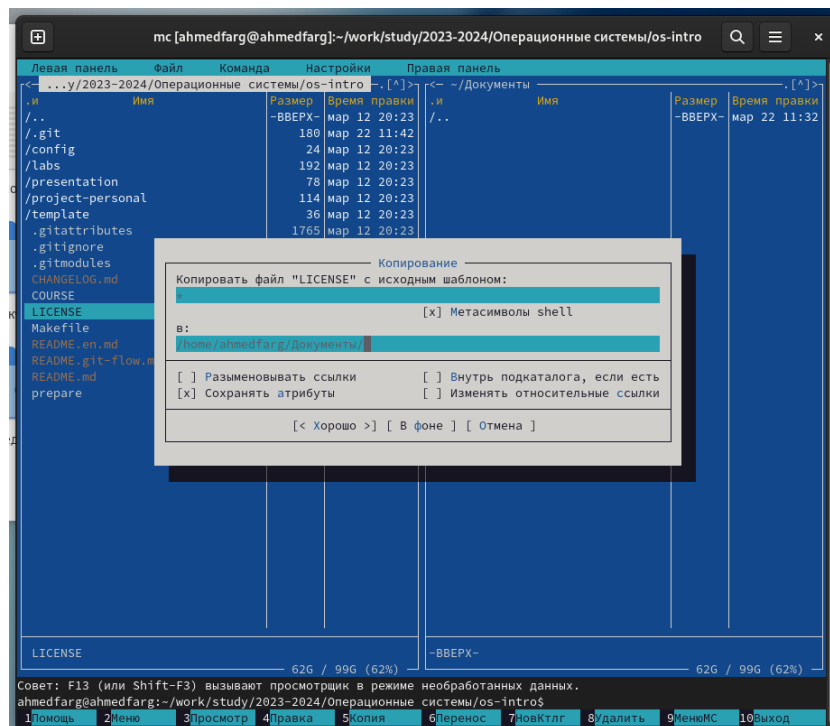 mc [ahmedfarg@ahmedfarg]:~/work/study/2023-2024/Операционные системы/os-intro
Левая панель Файл Команда Настройки Правая панель
<— ...y/2023-2024/Операционные системы/os-intro —.[^]>
.и Имя Размер Время правки
/.. -ВВЕРХ- мар 12 20:23
/.git 180 мар 22 11:42
/config 24 мар 12 20:23
/labs 192 мар 12 20:23
/presentation 78 мар 12 20:23
/project-personal 114 мар 12 20:23
/template 36 мар 12 20:23
.gitattributes 1765 мар 12 20:23
.gitignore
.gitmodules
CHANGELOG.md
COURSE
LICENSE
Makefile
README.en.md
README.git-flow.m
README.md
prepare
<— ~/Документы —.[^]>
.и Имя Размер Время правки
/.. -ВВЕРХ- мар 22 11:32
Копирование
Копировать файл "LICENSE" с исходным шаблоном:
*
[x] Метасимволы shell
в:
/home/ahmedfarg/Документы/
[ ] Разыменовывать ссылки [ ] Внутрь подкаталога, если есть
[x] Сохранять атрибуты [ ] Изменять относительные ссылки
[< Хорошо >] [ В фоне ] [ Отмена ]
LICENSE
62G / 99G (62%)
-ВВЕРХ-
62G / 99G (62%)
Совет: F13 (или Shift-F3) вызывают просмотрщик в режиме необработанных данных.
ahmedfarg@ahmedfarg:~/work/study/2023-2024/Операционные системы/os-intro$
1Помощь 2Меню 3Просмотр 4Правка 5Копия 6Перенос 7НовКтлг 8Удалить 9МенюМС 10Выход